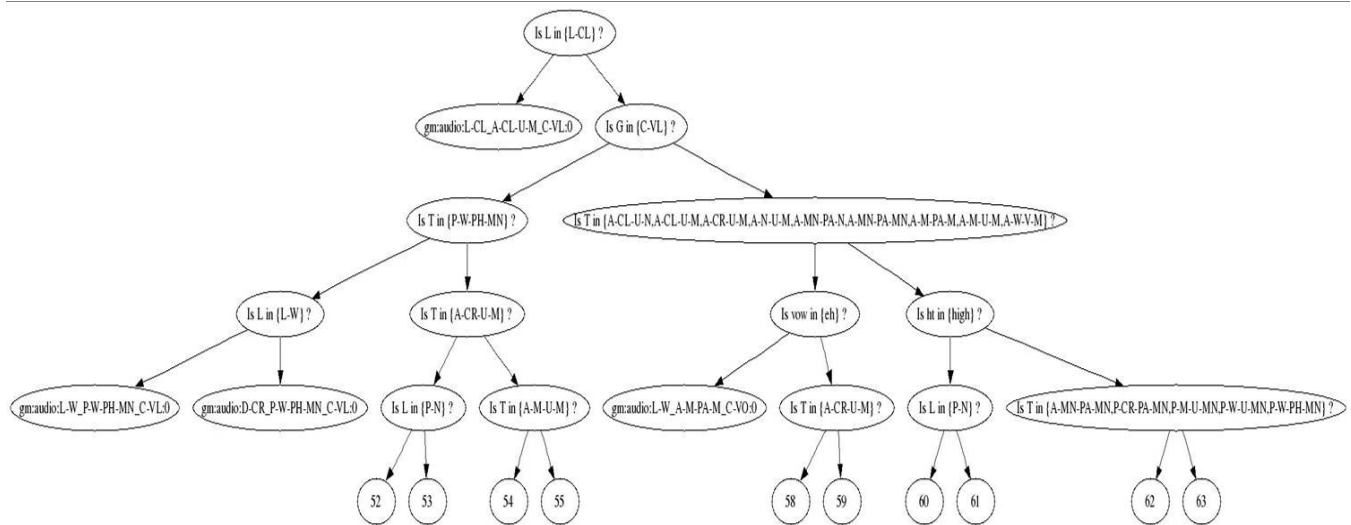 Is L in {L-CL} ?
gm:audio:L-CL_A-CL-U-M_C-VL:0
Is G in {C-VL} ?
Is T in {P-W-PH-MN} ?
Is T in {A-CL-U-N,A-CL-U-M,A-CR-U-M,A-N-U-M,A-MN-PA-N,A-MN-PA-MN,A-M-PA-M,A-M-U-M,A-W-V-M} ?
Is L in {L-W} ?
Is T in {A-CR-U-M} ?
Is vow in {eh} ?
Is ht in {high} ?
gm:audio:L-W_P-W-PH-MN_C-VL:0
gm:audio:D-CR_P-W-PH-MN_C-VL:0
Is L in {P-N} ?
Is T in {A-M-U-M} ?
gm:audio:L-W_A-M-PA-M_C-VO:0
Is T in {A-CR-U-M} ?
Is L in {P-N} ?
Is T in {A-MN-PA-MN,P-CR-PA-MN,P-M-U-MN,P-W-U-MN,P-W-PH-MN} ?
52
53
54
55
58
59
60
61
62
63